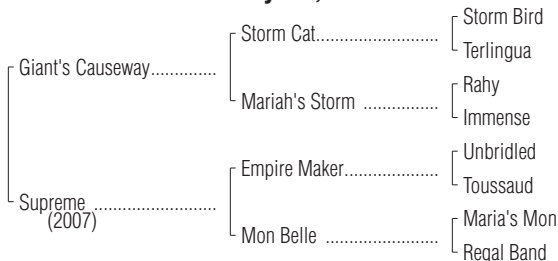 Giant's Causeway..............
Storm Cat..........................
Storm Bird
Terlingua
Mariah's Storm ................
Rahy
Immense
Supreme ..........................
(2007)
Empire Maker....................
Unbridled
Toussaud
Mon Belle ........................
Maria's Mon
Regal Band